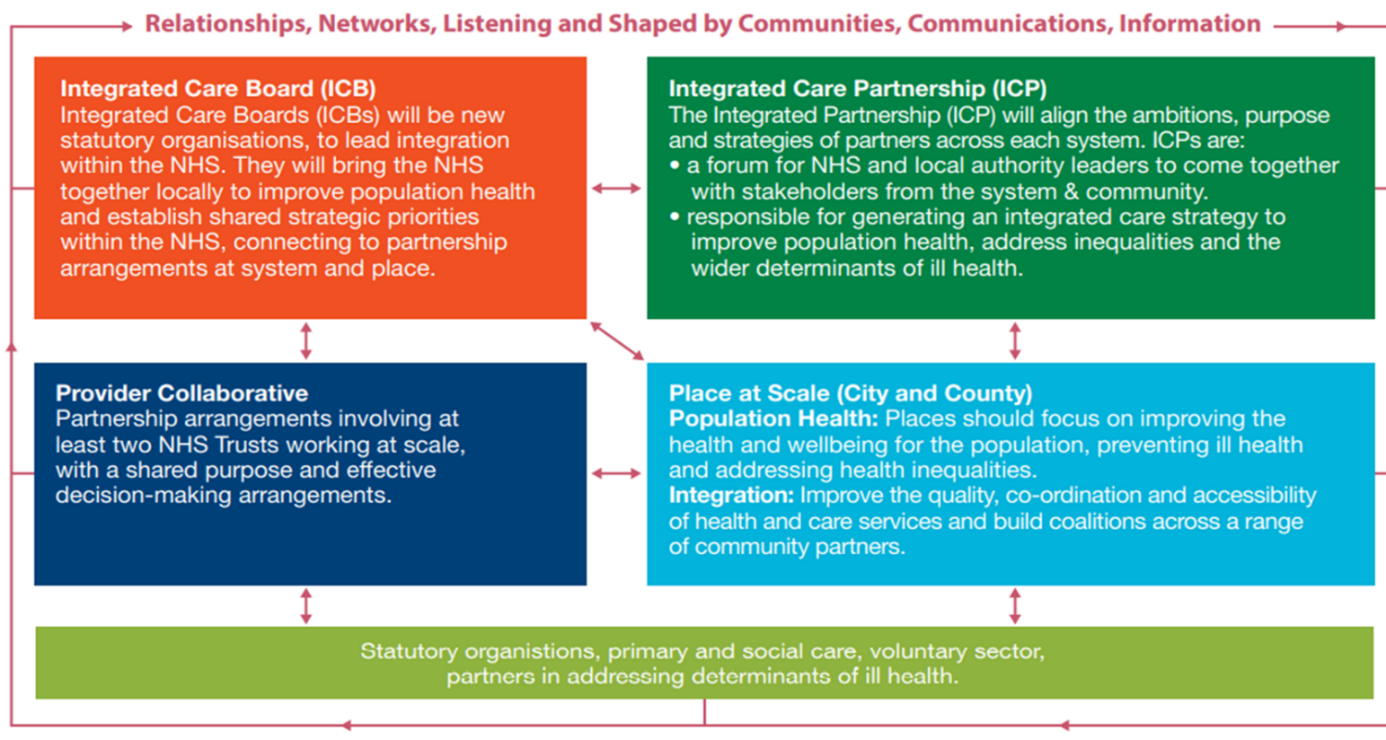 Relationships, Networks, Listening and Shaped by Communities, Communications, Information
Integrated Care Board (ICB)
Integrated Care Boards (ICBs) will be new
statutory organisations, to lead integration
within the NHS. They will bring the NHS
together locally to improve population health
and establish shared strategic priorities
within the NHS, connecting to partnership
arrangements at system and place.
Integrated Care Partnership (ICP)
The Integrated Partnership (ICP) will align the ambitions, purpose
and strategies of partners across each system. ICPs are:
• a forum for NHS and local authority leaders to come together
with stakeholders from the system & community.
• responsible for generating an integrated care strategy to
improve population health, address inequalities and the
wider determinants of ill health.
Provider Collaborative
Partnership arrangements involving at
least two NHS Trusts working at scale,
with a shared purpose and effective
decision-making arrangements.
Place at Scale (City and County)
Population Health: Places should focus on improving the
health and wellbeing for the population, preventing ill health
and addressing health inequalities.
Integration: Improve the quality, co-ordination and accessibility
of health and care services and build coalitions across a range
of community partners.
Statutory organistions, primary and social care, voluntary sector,
partners in addressing determinants of ill health.